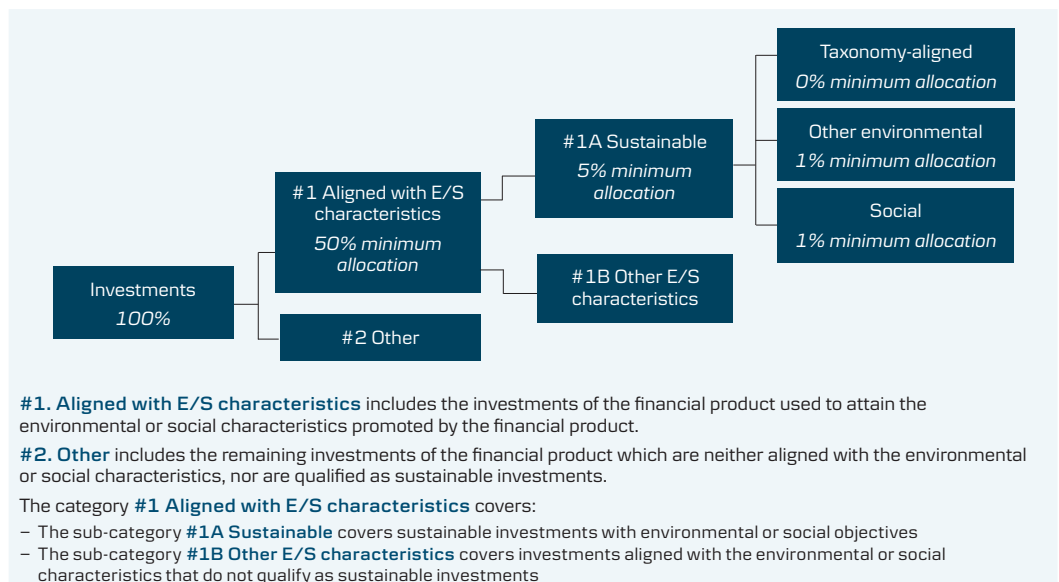 Taxonomy-aligned
0% minimum allocation
#1A Sustainable
5% minimum
allocation
Other environmental
1% minimum allocation
#1 Aligned with E/S
characteristics
50% minimum
allocation
Social
1% minimum allocation
Investments
100%
#1B Other E/S
characteristics
#2 Other
#1. Aligned with E/S characteristics includes the investments of the financial product used to attain the
environmental or social characteristics promoted by the financial product.
#2. Other includes the remaining investments of the financial product which are neither aligned with the environmental
or social characteristics, nor are qualified as sustainable investments.
The category #1 Aligned with E/S characteristics covers:
– The sub-category #1A Sustainable covers sustainable investments with environmental or social objectives
– The sub-category #1B Other E/S characteristics covers investments aligned with the environmental or social
characteristics that do not qualify as sustainable investments